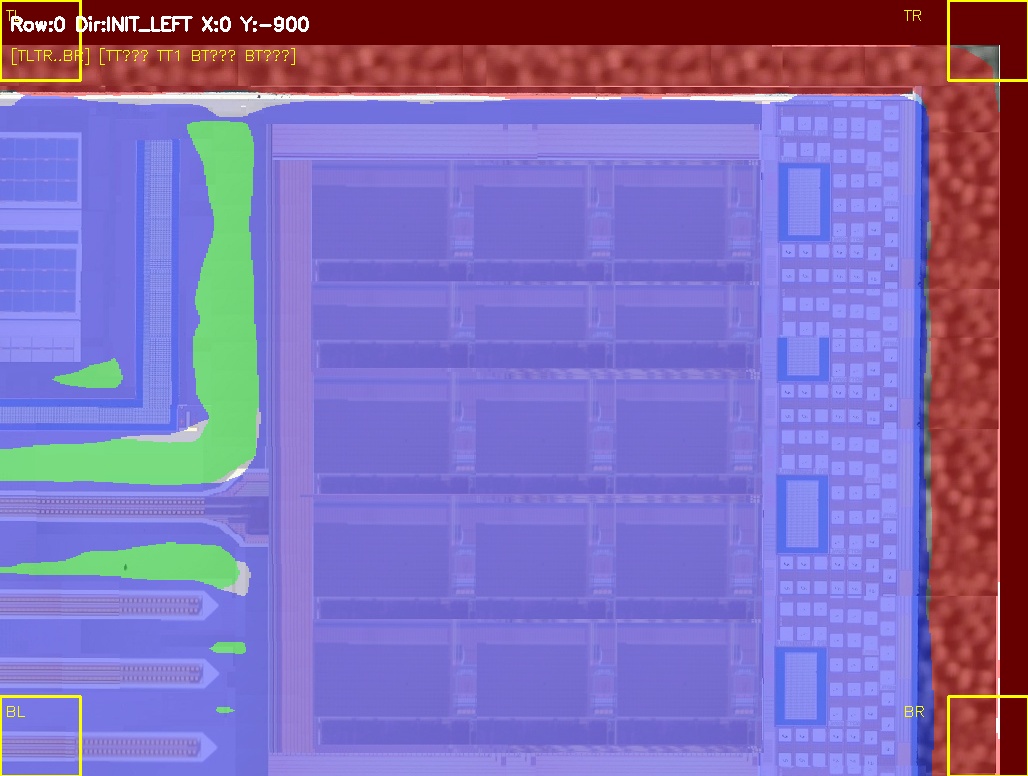 TL TR
Row:0 Dir:INIT_LEFT X:0 Y:-900
[TLTR..BR] [TT??? TT1 BT??? BT???]
BL BR